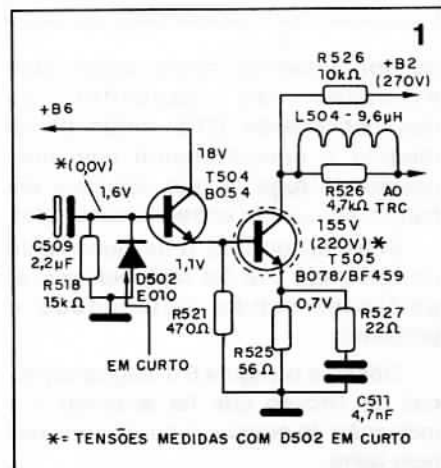 1
R526
10kΩ
+B2
(270V)
L504 - 9,6µH
+B6
*(0,0V)
1,6V
18V
T504
B054
R526
4,7kΩ
AO
TRC
155V
(220V)*
T505
B078/BF459
1,1V
C509
2,2µF
R518
15kΩ
D502
E010
EM CURTO
R521
470Ω
0,7V
R525
56Ω
R527
22Ω
C511
4,7nF
*= TENSÕES MEDIDAS COM D502 EM CURTO